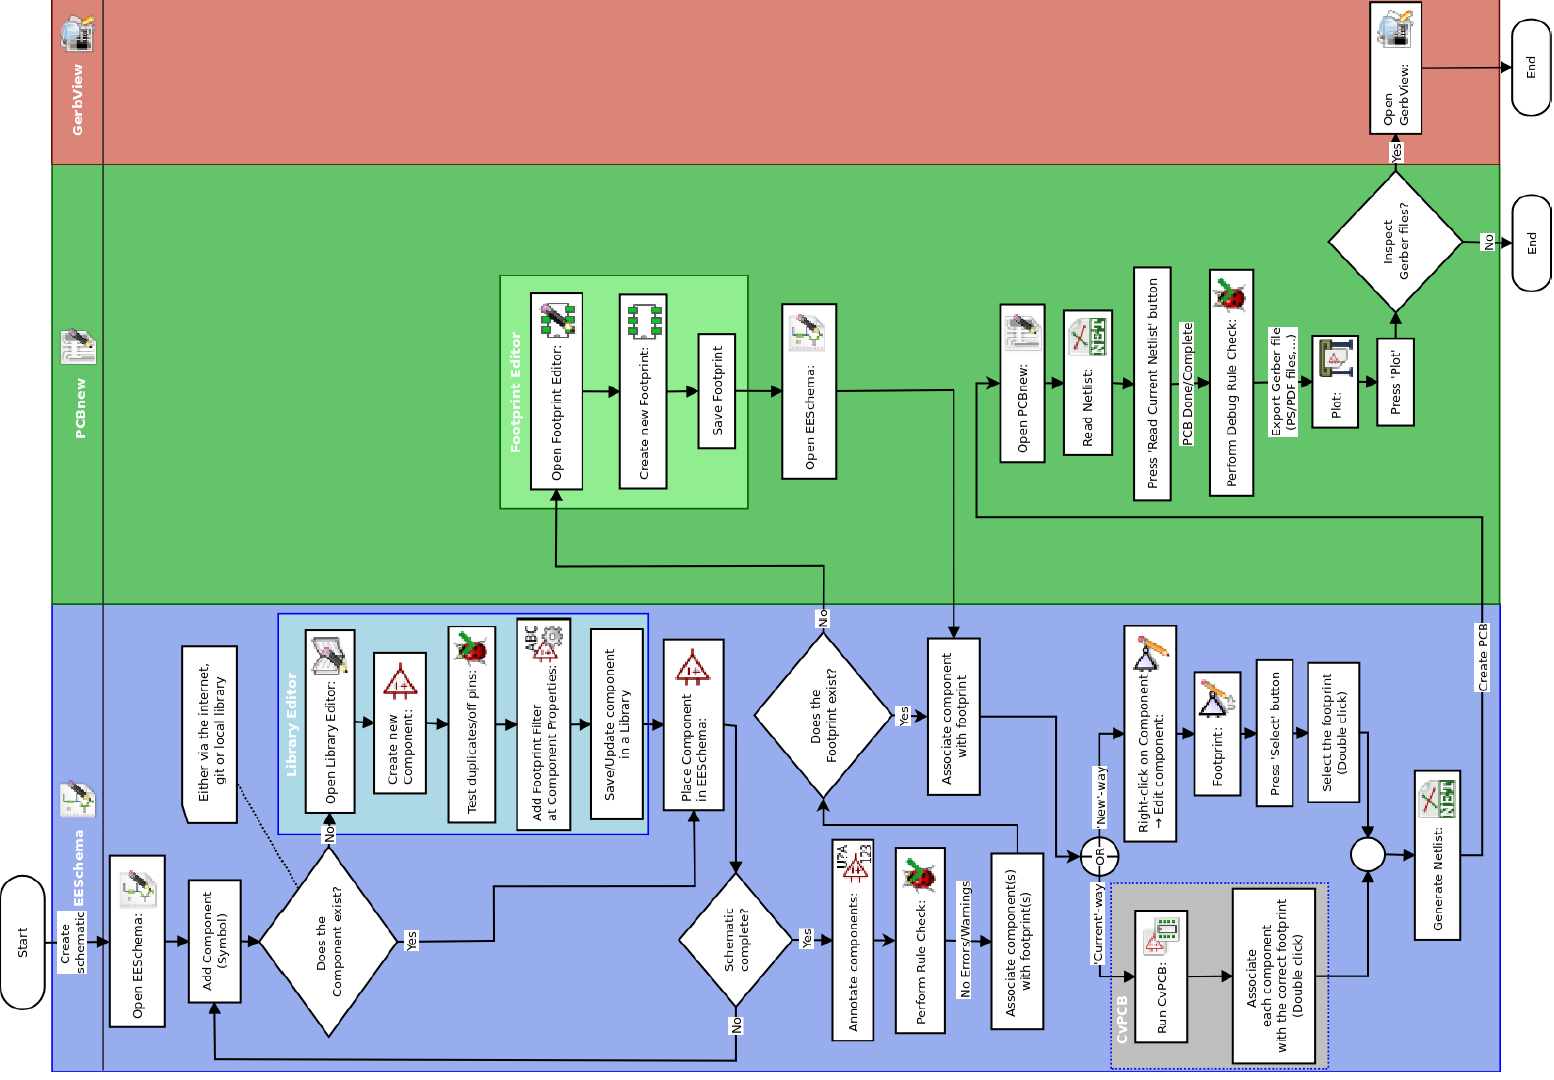 Start
Create
schematic
EESchema
Open EESchema:
Add Component
(Symbol)
Does the
Component exist?
Either via the internet,
git or local library
No
Yes
Library Editor
Open Library Editor:
Create new
Component:
Test duplicates/off pins:
ABC
Add Footprint Filter
at Component Properties:
Save/Update component
in a Library
Place Component
in EESchema:
Schematic
complete?
No
Yes
U?A
123
Annotate components:
Perform Rule Check:
No Errors/Warnings
Associate component(s)
with footprint(s)
Does the
Footprint exist?
No
Yes
PCBnew
Footprint Editor
Open Footprint Editor:
Create new Footprint:
Save Footprint
Open EESchema:
Associate component
with footprint
OR
'New'-way
'Current'-way
Right-click on Component
→ Edit component:
Footprint:
Press 'Select' button
Select the footprint
(Double click)
CvPCB
Run CvPCB:
Associate
each component
with the correct footprint
(Double click)
Generate Netlist:
NET
Create PCB
Open PCBnew:
Read Netlist:
NET
Press 'Read Current Netlist' button
PCB Done/Complete
Perform Debug Rule Check:
Export Gerber file
(PS/PDF files,...)
Plot:
Press 'Plot'
Inspect
Gerber files?
No
End
Yes
GerbView
Open
GerbView:
End